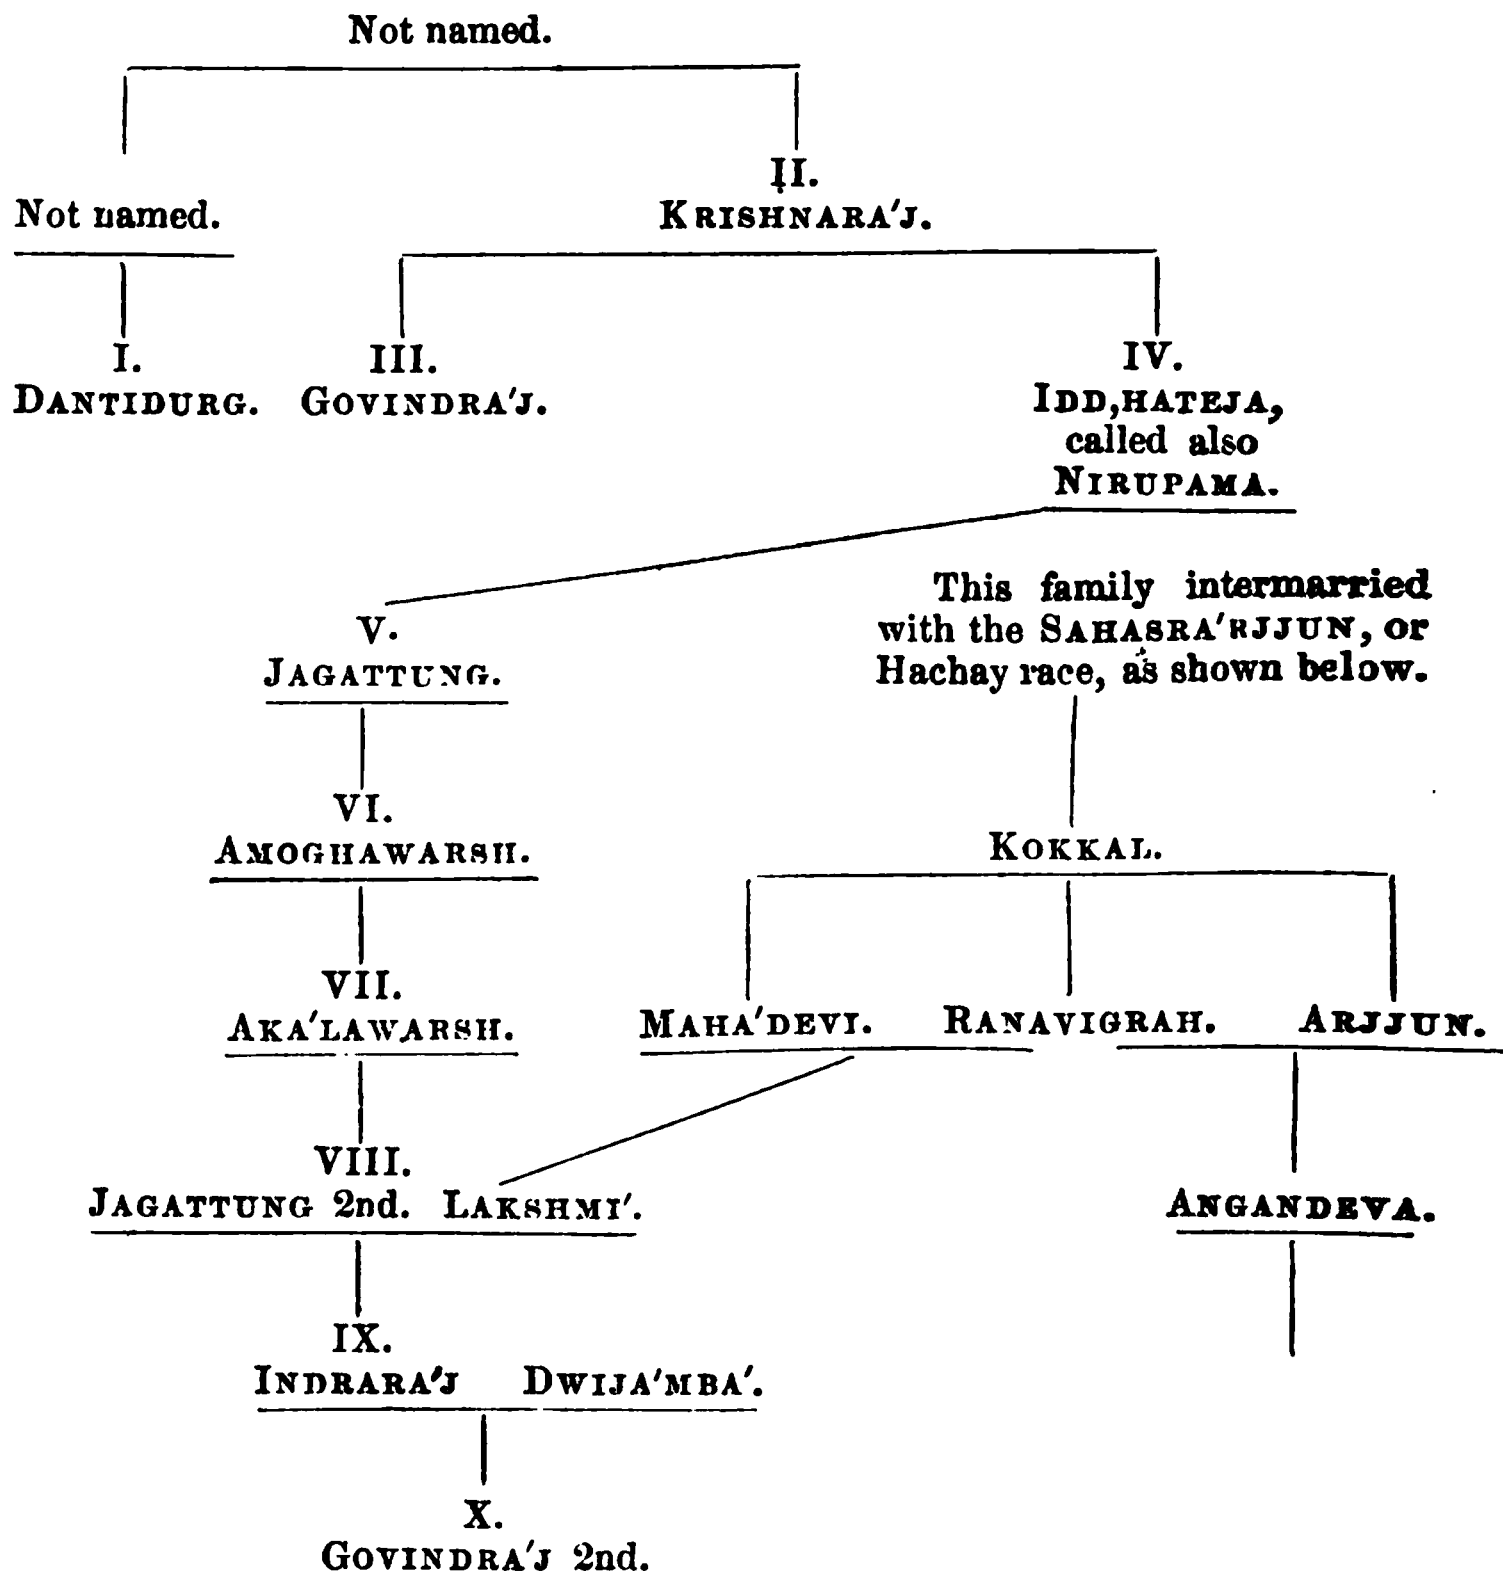 Not named.
II.
Not named. KRISHNARA'J.
I. III. IV.
DANTIDURG. GOVINDRA'J. IDD,HATEJA,
called also
NIRUPAMA.
This family intermarried
V. with the SAHASRA'RJJUN, or
JAGATTUNG. Hachay race, as shown below.
VI.
AMOGHAWARSH. KOKKAL.
VII.
AKA'LAWARSH. MAHA'DEVI. RANAVIGRAH. ARJJUN.
VIII.
JAGATTUNG 2nd. LAKSHMI'. ANGANDEVA.
IX.
INDRARA'J DWIJA'MBA'.
X.
GOVINDRA'J 2nd.